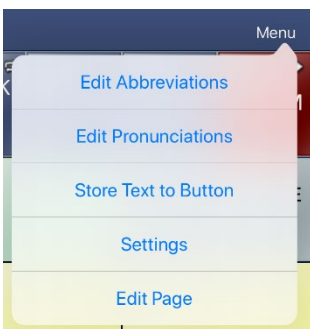 Menu
Edit Abbreviations
Edit Pronunciations
Store Text to Button
Settings
Edit Page